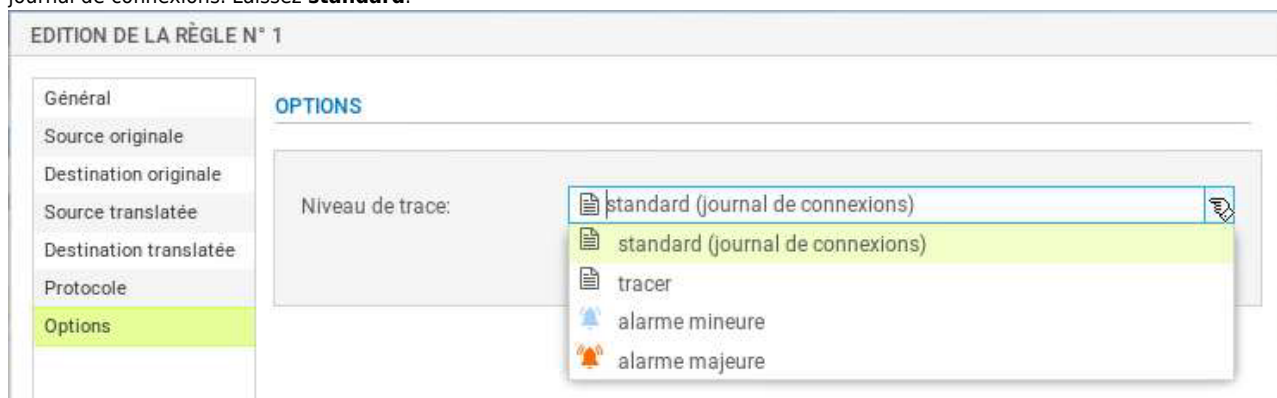 journal de connexions. Laissez standard.
EDITION DE LA RÈGLE N° 1
Général
Source originale
Destination originale
Source translatée
Destination translatée
Protocole
Options
OPTIONS
Niveau de trace:
standard (journal de connexions)
standard (journal de connexions)
tracer
alarme mineure
alarme majeure